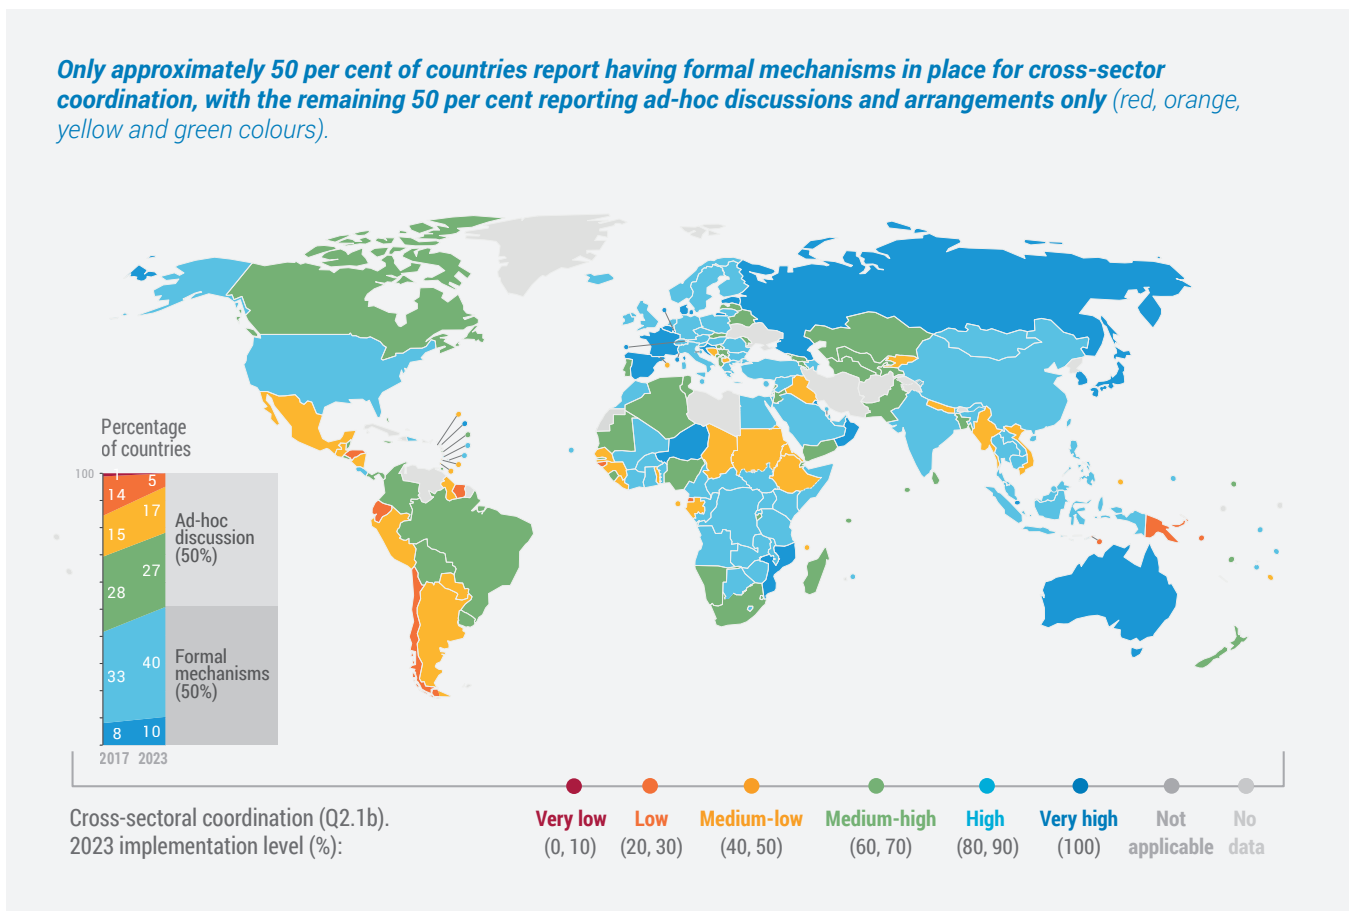 Only approximately 50 per cent of countries report having formal mechanisms in place for cross-sector
coordination, with the remaining 50 per cent reporting ad-hoc discussions and arrangements only (red, orange,
yellow and green colours).
Percentage
of countries
100
1
5
14
17
15
27
28
40
33
10
8
Ad-hoc
discussion
(50%)
Formal
mechanisms
(50%)
2017 2023
Cross-sectoral coordination (Q2.1b).
2023 implementation level (%):
Very low
(0, 10)
Low
(20, 30)
Medium-low
(40, 50)
Medium-high
(60, 70)
High
(80, 90)
Very high
(100)
Not
applicable
No
data